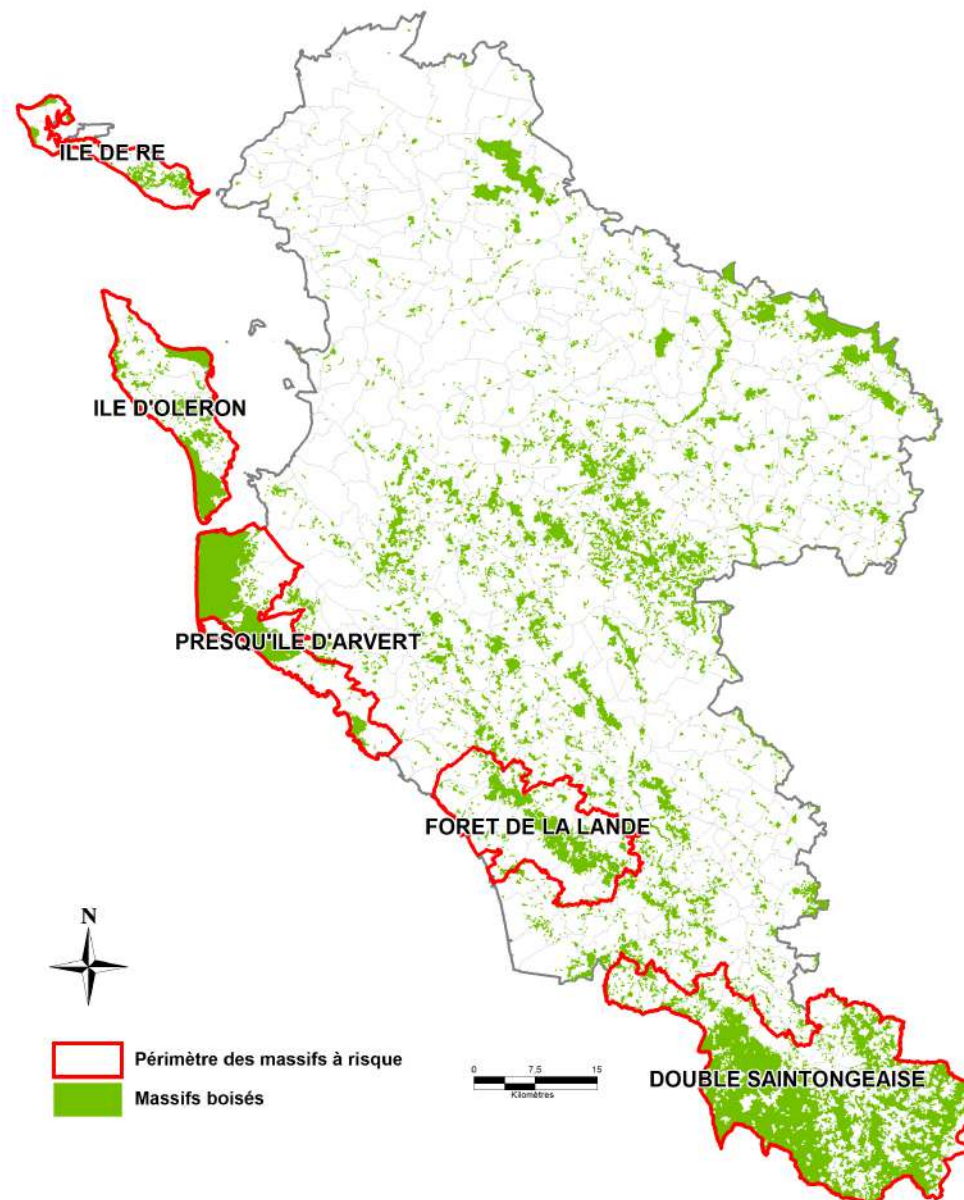 ILE DE RE
ILE D'OLERON
PRESQU'ILE D'ARVERT
FORET DE LA LANDE
DOUBLE SAINTONGEAISE
N
Périmètre des massifs à risque
Massifs boisés
0 7,5 15
Kilomètres